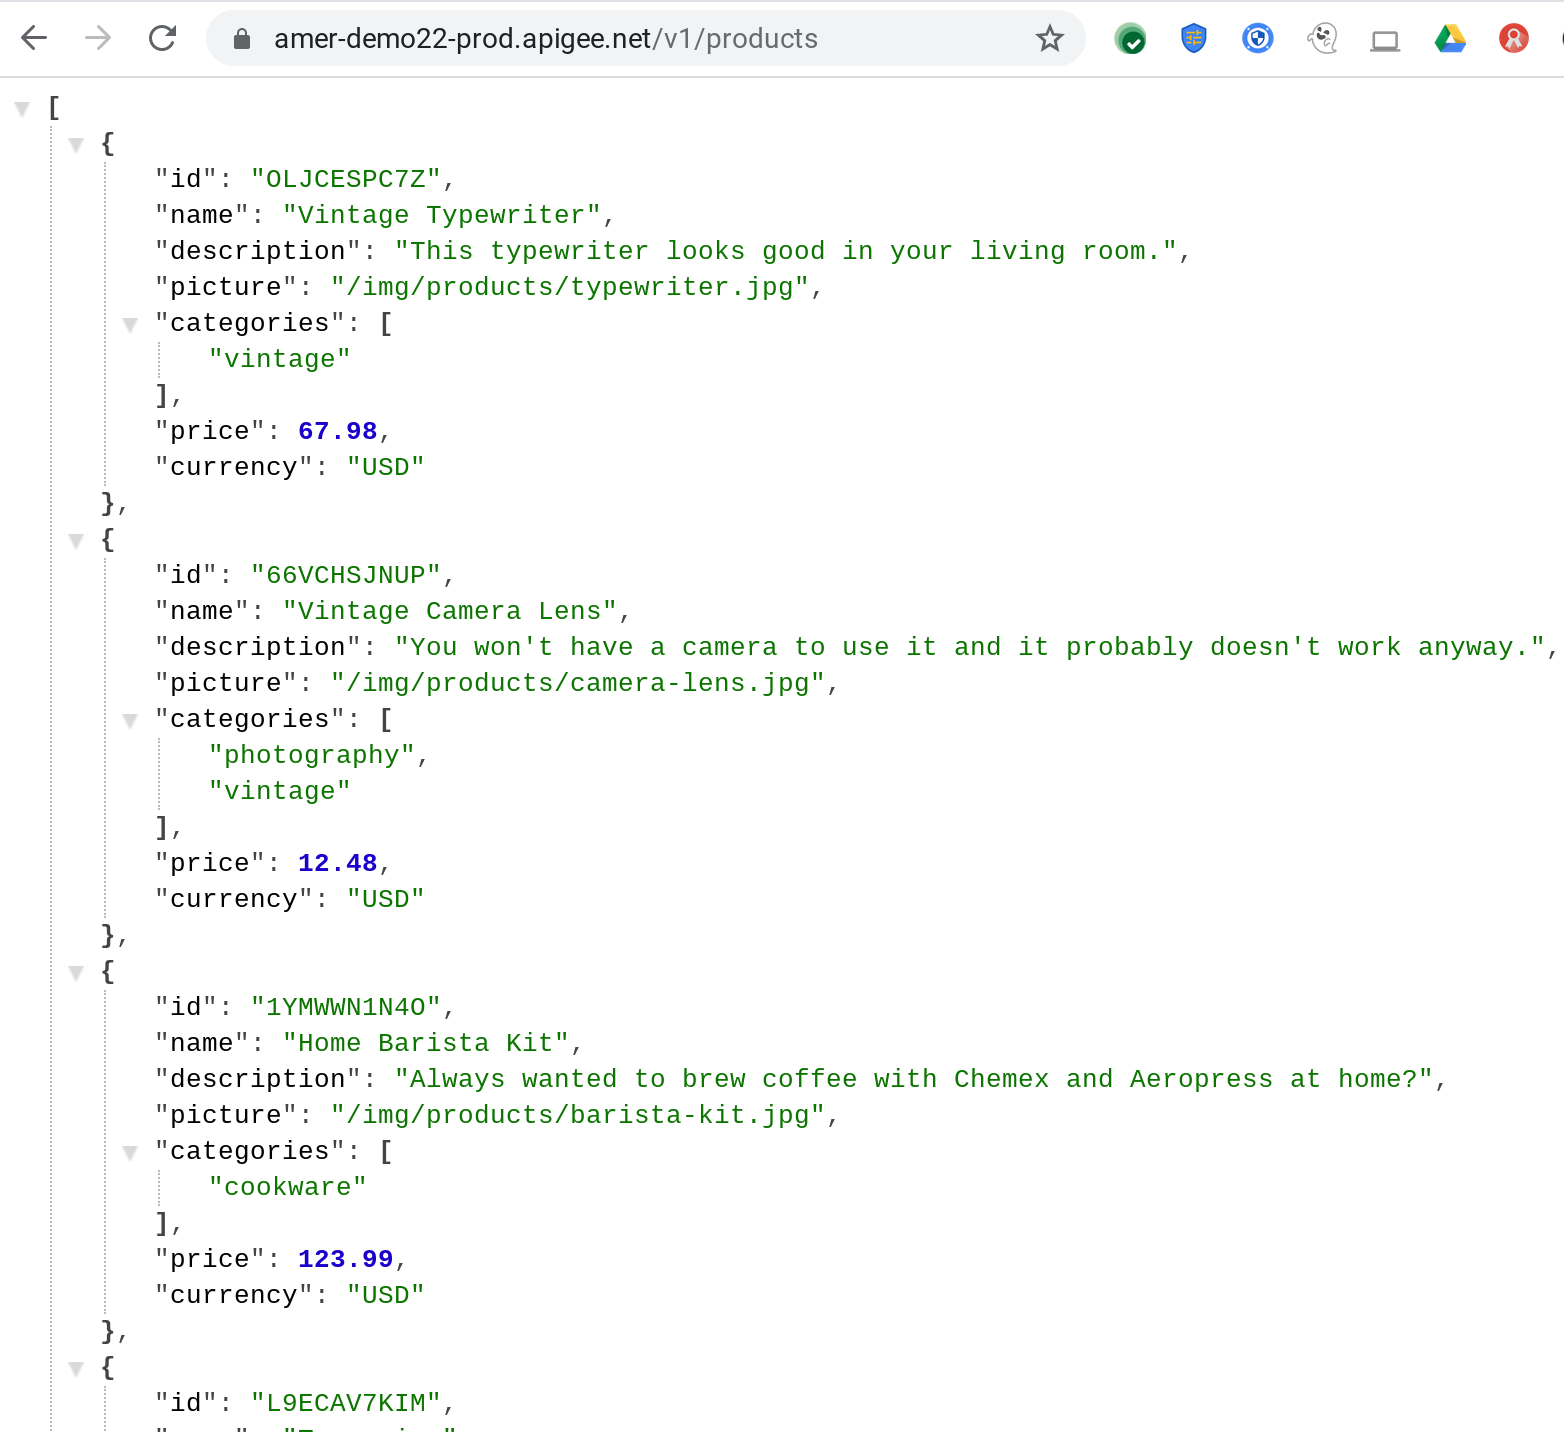 amer-demo22-prod.apigee.net/v1/products
[
{
"id": "OLJCESPC7Z",
"name": "Vintage Typewriter",
"description": "This typewriter looks good in your living room.",
"picture": "/img/products/typewriter.jpg",
"categories": [
"vintage"
],
"price": 67.98,
"currency": "USD"
},
{
"id": "66VCHSJNUP",
"name": "Vintage Camera Lens",
"description": "You won't have a camera to use it and it probably doesn't work anyway.",
"picture": "/img/products/camera-lens.jpg",
"categories": [
"photography",
"vintage"
],
"price": 12.48,
"currency": "USD"
},
{
"id": "1YMWWN1N4O",
"name": "Home Barista Kit",
"description": "Always wanted to brew coffee with Chemex and Aeropress at home?",
"picture": "/img/products/barista-kit.jpg",
"categories": [
"cookware"
],
"price": 123.99,
"currency": "USD"
},
{
"id": "L9ECAV7KIM",